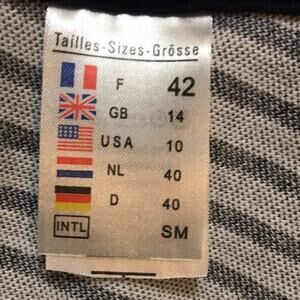 Tailles-Sizes-Grösse
F 42
GB 14
USA 10
NL 40
D 40
INTL SM